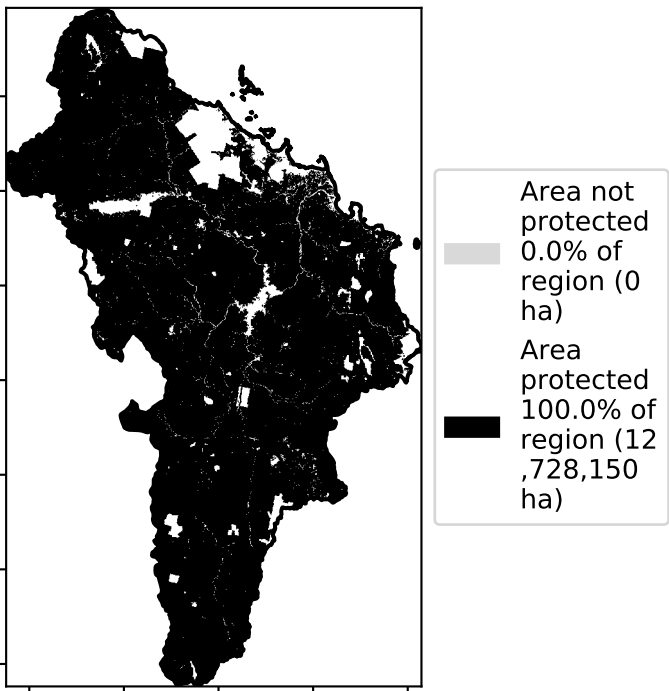 Area not
protected
0.0% of
region (0
ha)
Area
protected
100.0% of
region (12
,728,150
ha)